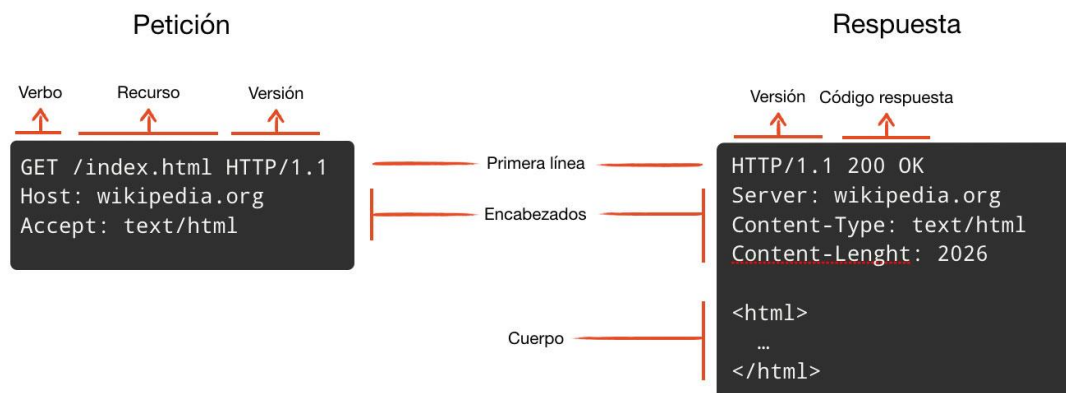 Petición
Respuesta
Verbo
Recurso
Versión
Versión
Código respuesta
GET /index.html HTTP/1.1
Host: wikipedia.org
Accept: text/html
Primera línea
Encabezados
Cuerpo
HTTP/1.1 200 OK
Server: wikipedia.org
Content-Type: text/html
Content-Lenght: 2026
<html>
…
</html>